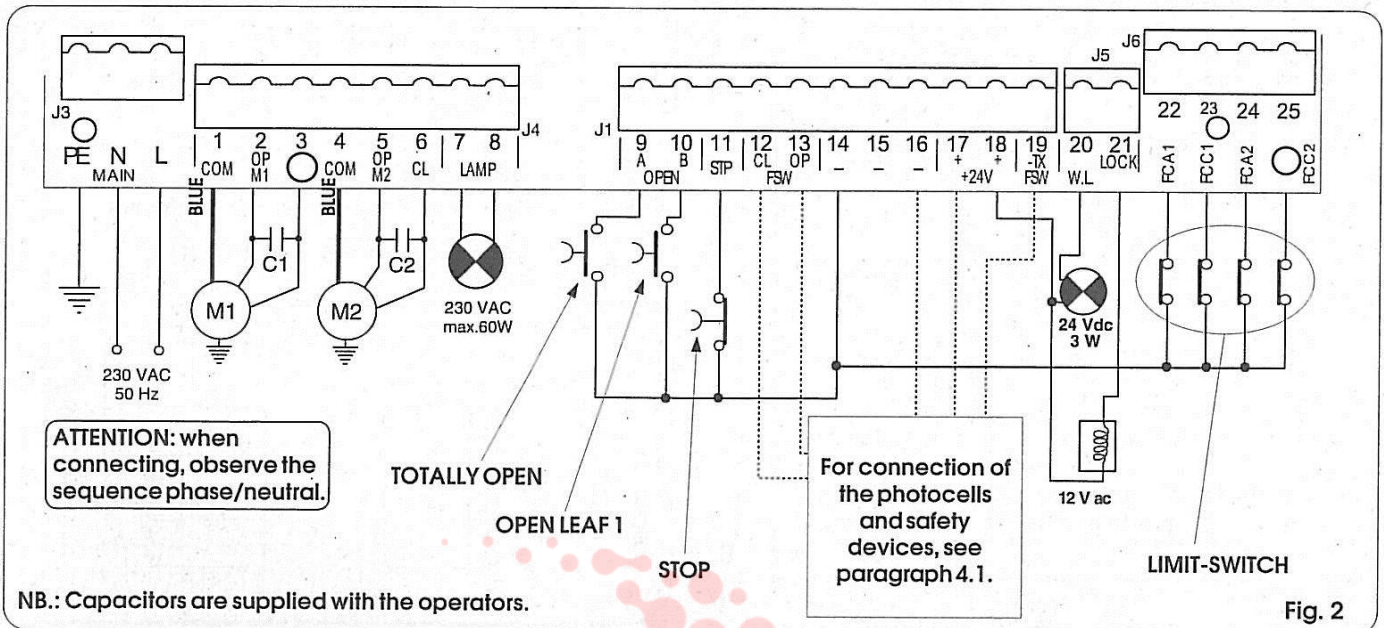 J3
J4
J1
J5
J6
PE N L
MAIN
1 2 3 4 5 6 7 8
COM OP M1 COM OP M2 CL LAMP
9 10 11 12 13 14 15 16 17 18 19 20 21
A B STP CL OP – – – + + -TX LOCK
OPEN FSW +24V FSW W.L
22 23 24 25
FCA1 FCC1 FCA2 FCC2
BLUE BLUE
C1 C2
M1 M2
230 VAC
max.60W
230 VAC
50 Hz
24 Vdc
3 W
12 V ac
ATTENTION: when
connecting, observe the
sequence phase/neutral.
TOTALLY OPEN
OPEN LEAF 1
STOP
For connection of
the photocells
and safety
devices, see
paragraph 4.1.
LIMIT-SWITCH
NB.: Capacitors are supplied with the operators.
Fig. 2